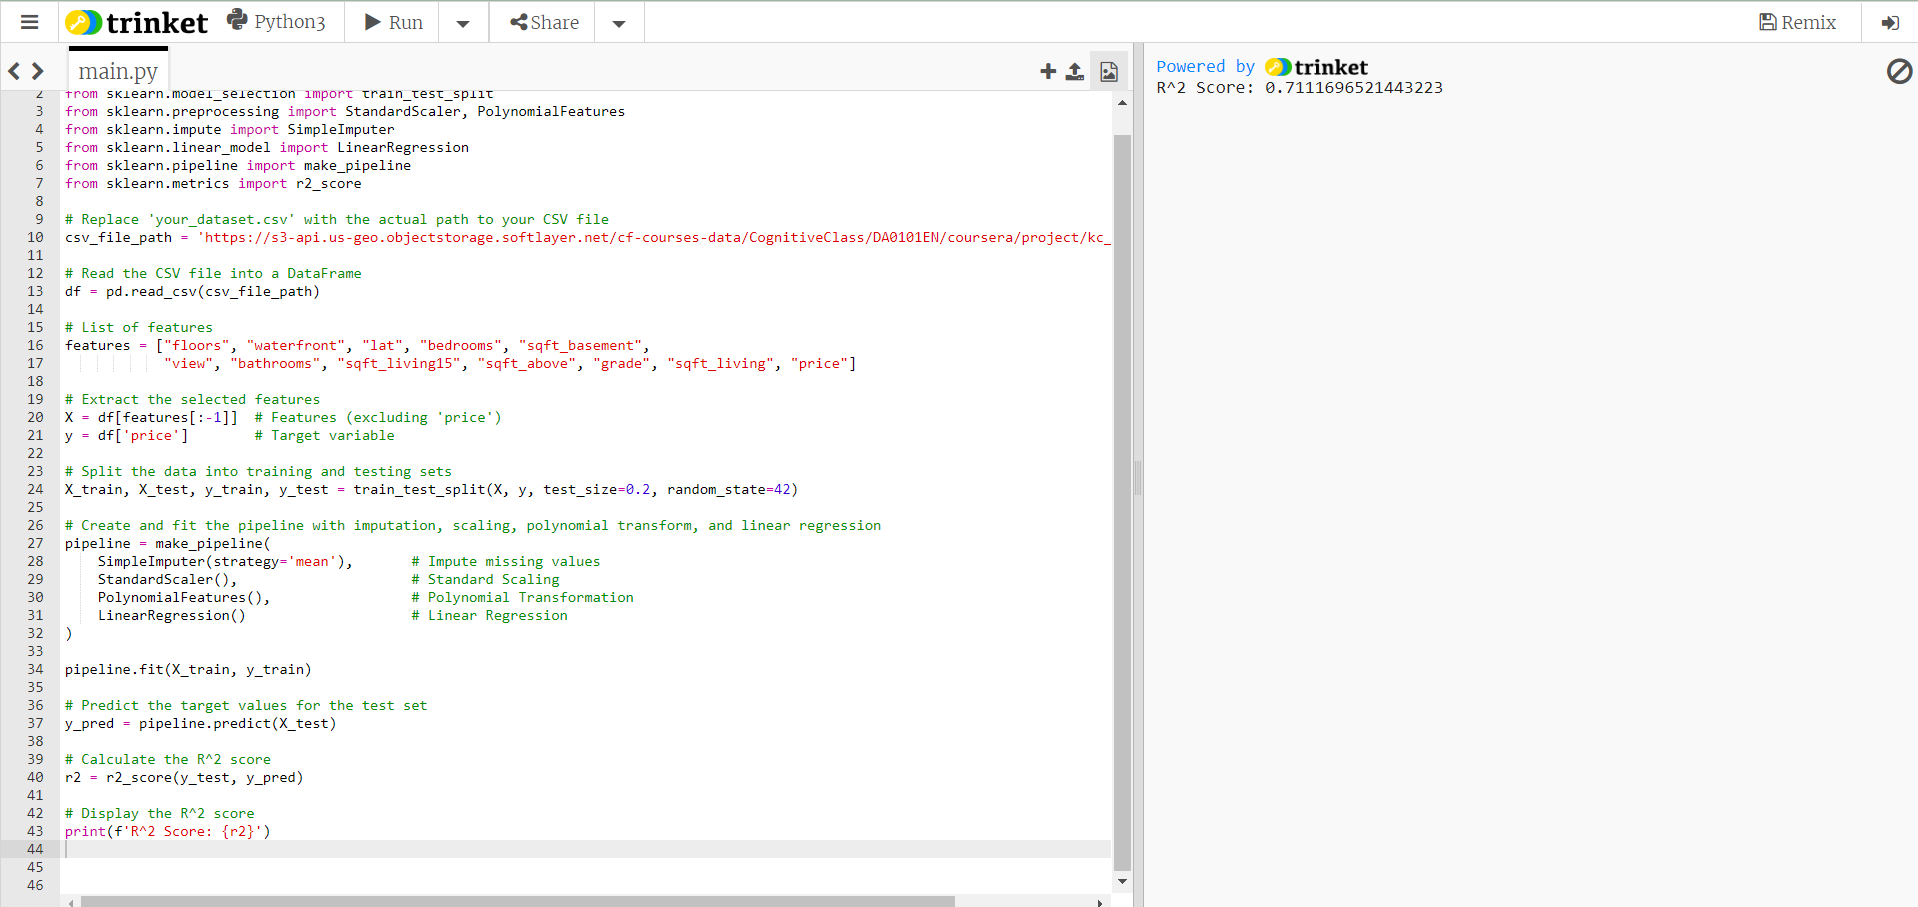 trinket Python3 Run Share Remix
main.py
2 from sklearn.model_selection import train_test_split
3 from sklearn.preprocessing import StandardScaler, PolynomialFeatures
4 from sklearn.impute import SimpleImputer
5 from sklearn.linear_model import LinearRegression
6 from sklearn.pipeline import make_pipeline
7 from sklearn.metrics import r2_score
8
9 # Replace 'your_dataset.csv' with the actual path to your CSV file
10 csv_file_path = 'https://s3-api.us-geo.objectstorage.softlayer.net/cf-courses-data/CognitiveClass/DA0101EN/coursera/project/kc_
11
12 # Read the CSV file into a DataFrame
13 df = pd.read_csv(csv_file_path)
14
15 # List of features
16 features = ["floors", "waterfront", "lat", "bedrooms", "sqft_basement",
17 "view", "bathrooms", "sqft_living15", "sqft_above", "grade", "sqft_living", "price"]
18
19 # Extract the selected features
20 X = df[features[:-1]]  # Features (excluding 'price')
21 y = df['price']        # Target variable
22
23 # Split the data into training and testing sets
24 X_train, X_test, y_train, y_test = train_test_split(X, y, test_size=0.2, random_state=42)
25
26 # Create and fit the pipeline with imputation, scaling, polynomial transform, and linear regression
27 pipeline = make_pipeline(
28     SimpleImputer(strategy='mean'),       # Impute missing values
29     StandardScaler(),                     # Standard Scaling
30     PolynomialFeatures(),                 # Polynomial Transformation
31     LinearRegression()                    # Linear Regression
32 )
33
34 pipeline.fit(X_train, y_train)
35
36 # Predict the target values for the test set
37 y_pred = pipeline.predict(X_test)
38
39 # Calculate the R^2 score
40 r2 = r2_score(y_test, y_pred)
41
42 # Display the R^2 score
43 print(f'R^2 Score: {r2}')
44
45
46
Powered by trinket
R^2 Score: 0.7111696521443223